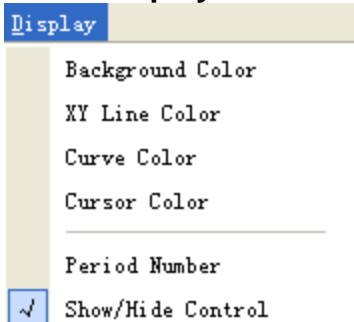 Display
Background Color
XY Line Color
Curve Color
Cursor Color
Period Number
Show/Hide Control